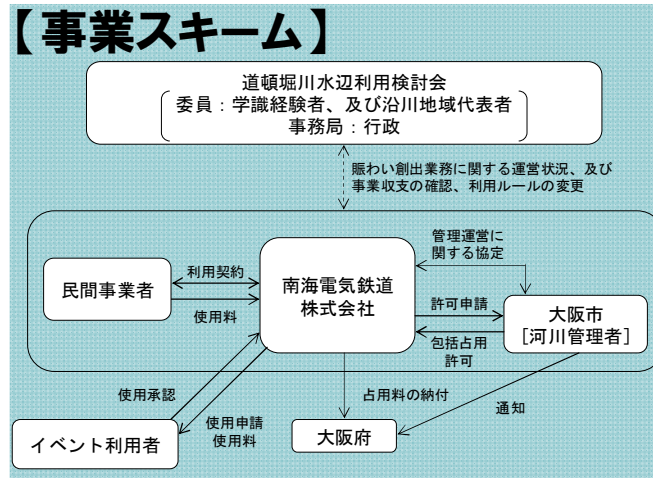 【事業スキーム】
道頓堀川水辺利用検討会
委員：学識経験者、及び沿川地域代表者
事務局：行政
賑わい創出業務に関する運営状況、及び
事業収支の確認、利用ルールの変更
管理運営に
関する協定
民間事業者
利用契約
使用料
南海電気鉄道
株式会社
許可申請
包括占用
許可
大阪市
[河川管理者]
使用承認
使用申請
使用料
占用料の納付
通知
イベント利用者
大阪府